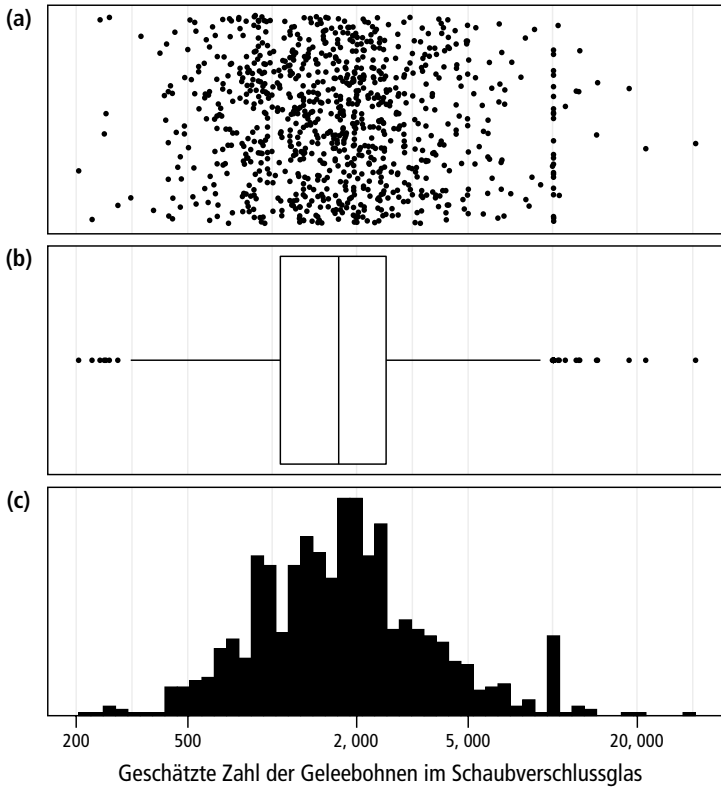 (a)
(b)
(c)
200 500 2, 000 5, 000 20, 000
Geschätzte Zahl der Geleebohnen im Schaubverschlussglas